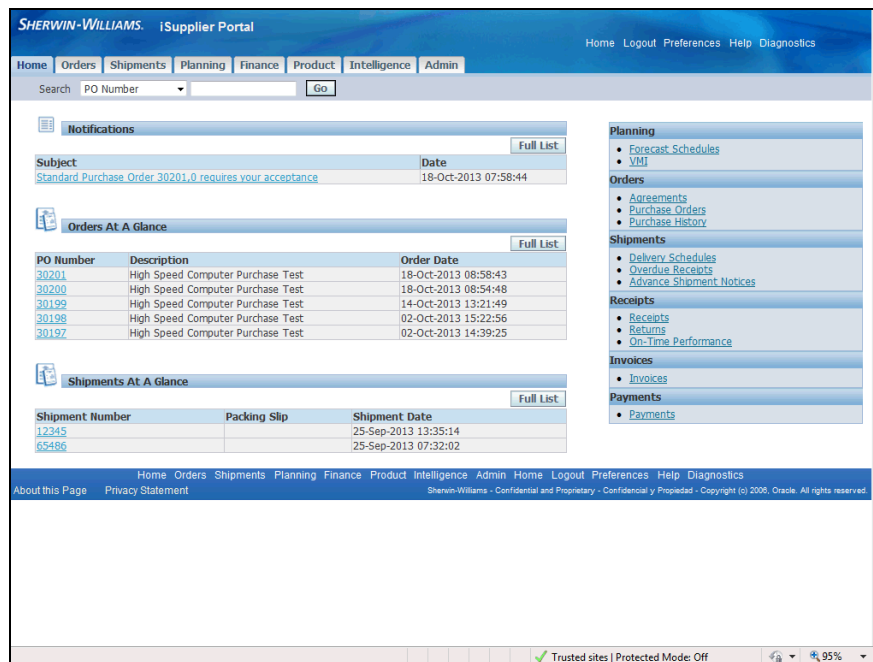 SHERWIN-WILLIAMS. iSupplier Portal
Home Logout Preferences Help Diagnostics
Home Orders Shipments Planning Finance Product Intelligence Admin
Search PO Number Go
Notifications
Full List
Subject Date
Standard Purchase Order 30201,0 requires your acceptance 18-Oct-2013 07:58:44
Orders At A Glance
Full List
PO Number Description Order Date
30201 High Speed Computer Purchase Test 18-Oct-2013 08:58:43
30200 High Speed Computer Purchase Test 18-Oct-2013 08:54:48
30199 High Speed Computer Purchase Test 14-Oct-2013 13:21:49
30198 High Speed Computer Purchase Test 02-Oct-2013 15:22:56
30197 High Speed Computer Purchase Test 02-Oct-2013 14:39:25
Shipments At A Glance
Full List
Shipment Number Packing Slip Shipment Date
12345 25-Sep-2013 13:35:14
65486 25-Sep-2013 07:32:02
Planning
Forecast Schedules
VMI
Orders
Agreements
Purchase Orders
Purchase History
Shipments
Delivery Schedules
Overdue Receipts
Advance Shipment Notices
Receipts
Receipts
Returns
On-Time Performance
Invoices
Invoices
Payments
Payments
Home Orders Shipments Planning Finance Product Intelligence Admin Home Logout Preferences Help Diagnostics
About this Page Privacy Statement Sherwin-Williams - Confidential and Proprietary - Confidencial y Propiedad - Copyright (c) 2006, Oracle. All rights reserved.
Trusted sites | Protected Mode: Off 95%